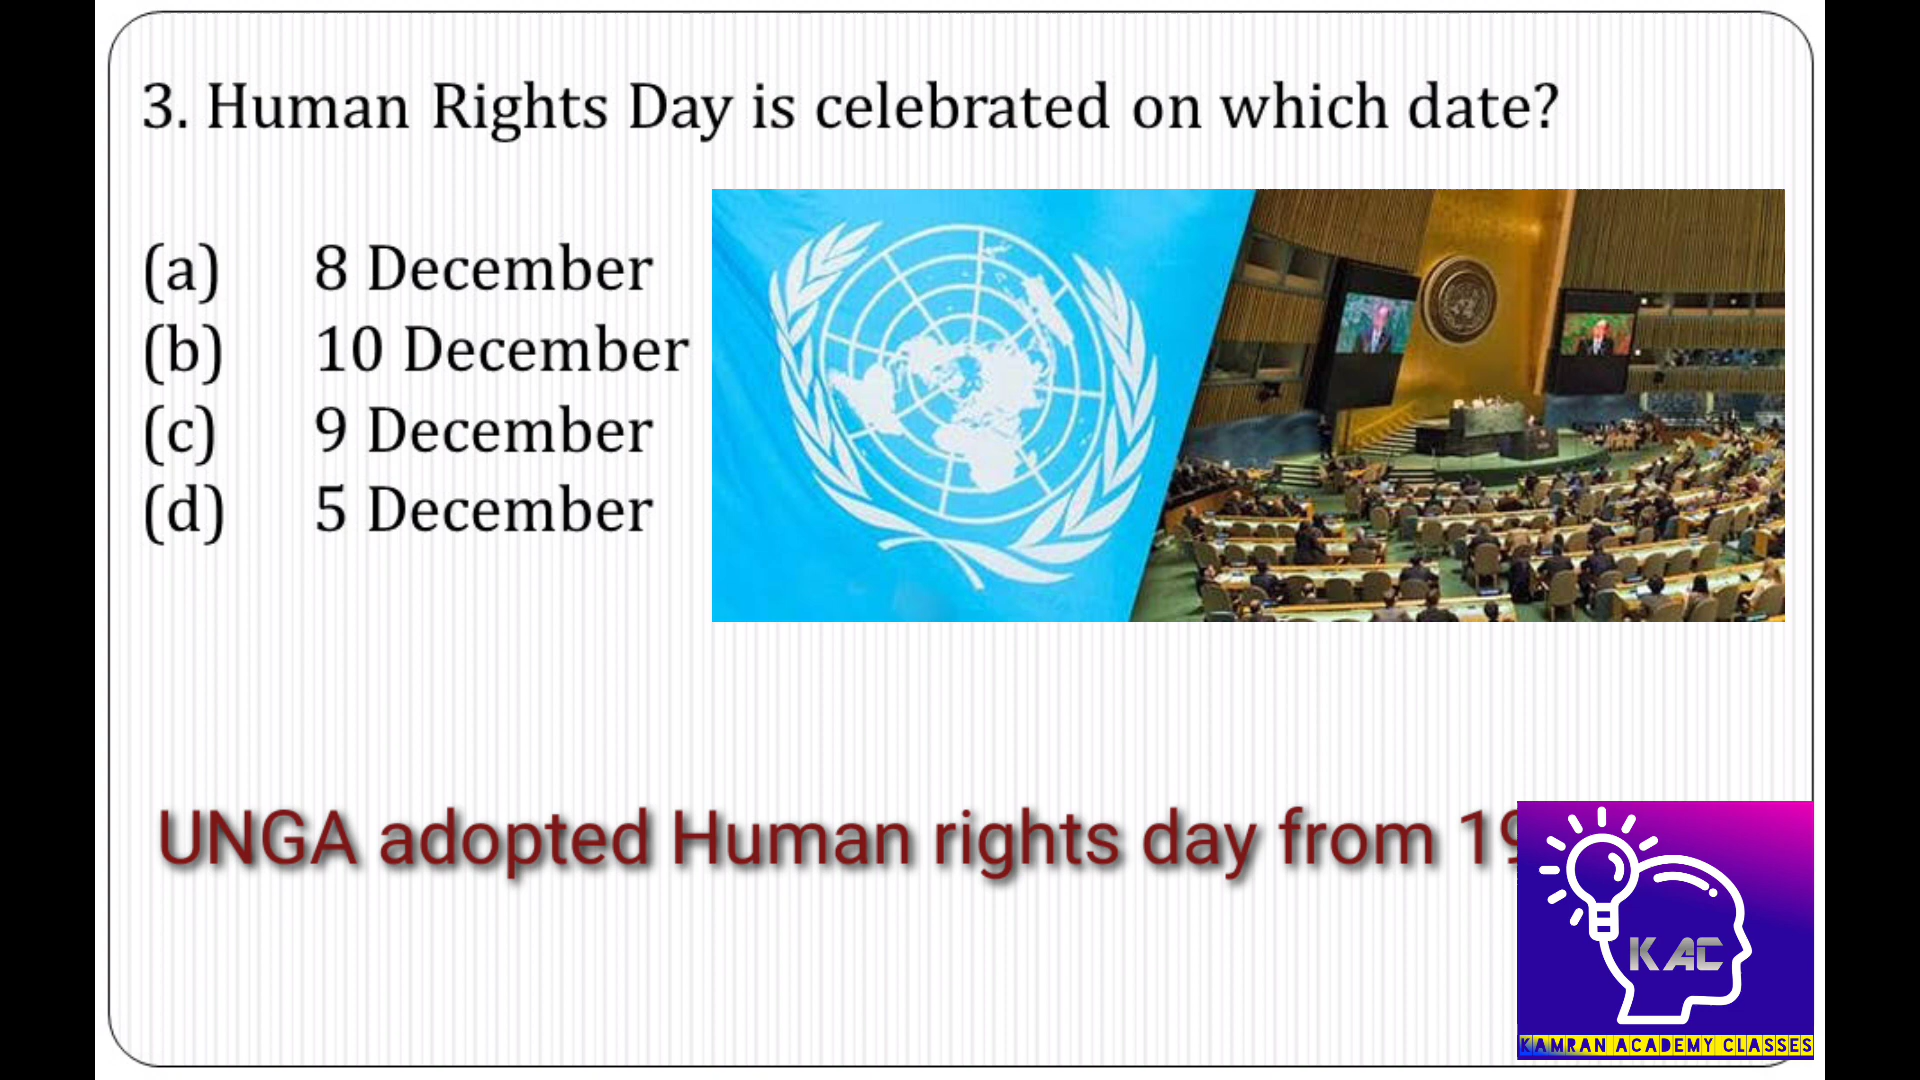 3. Human Rights Day is celebrated on which date?
(a) 8 December
(b) 10 December
(c) 9 December
(d) 5 December
UNGA adopted Human rights day from
KAC
KAMRAN ACADEMY CLASSES